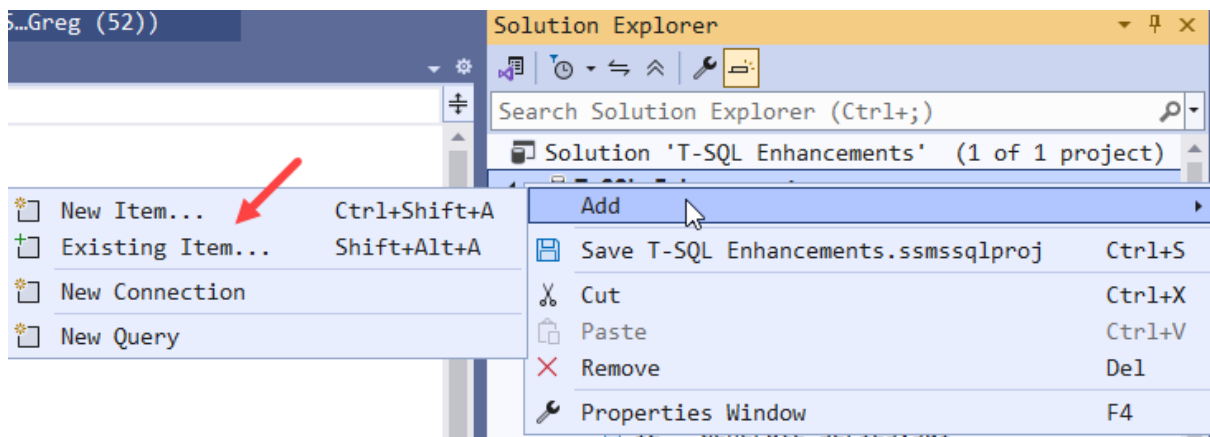 S…Greg (52))
Solution Explorer
Search Solution Explorer (Ctrl+;)
Solution 'T-SQL Enhancements' (1 of 1 project)
New Item... Ctrl+Shift+A
Existing Item... Shift+Alt+A
New Connection
New Query
Add
Save T-SQL Enhancements.ssmssqlproj Ctrl+S
Cut Ctrl+X
Paste Ctrl+V
Remove Del
Properties Window F4